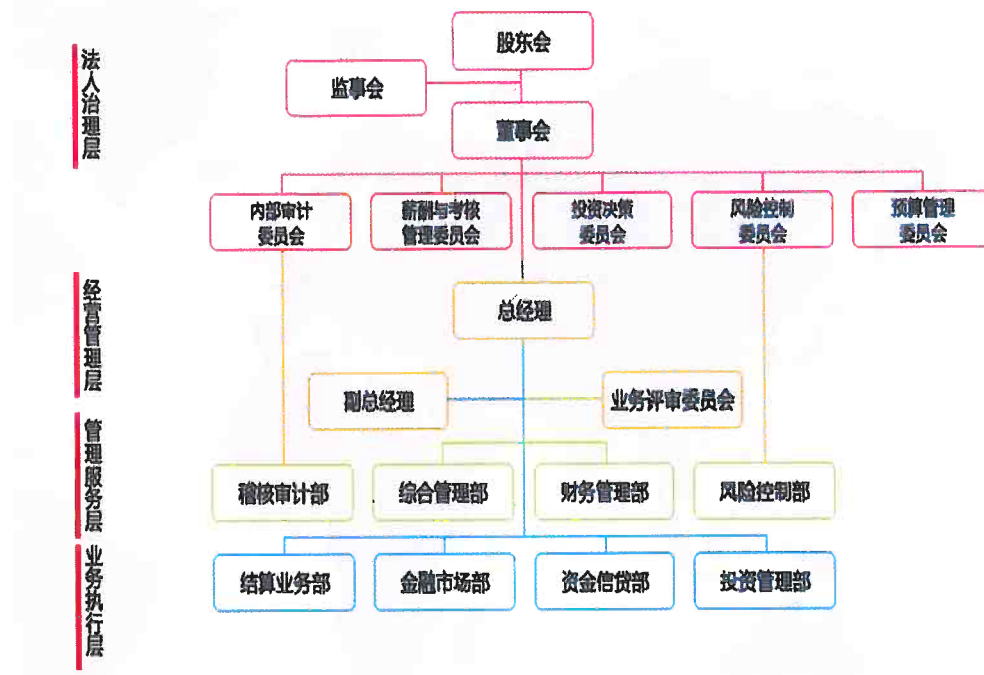 法人治理层
股东会
监事会
董事会
内部审计
委员会
薪酬与考核
管理委员会
投资决策
委员会
风险控制
委员会
预算管理
委员会
经营管理层
总经理
副总经理
业务评审委员会
管理服务层
稽核审计部
综合管理部
财务管理部
风险控制部
业务执行层
结算业务部
金融市场部
资金信贷部
投资管理部